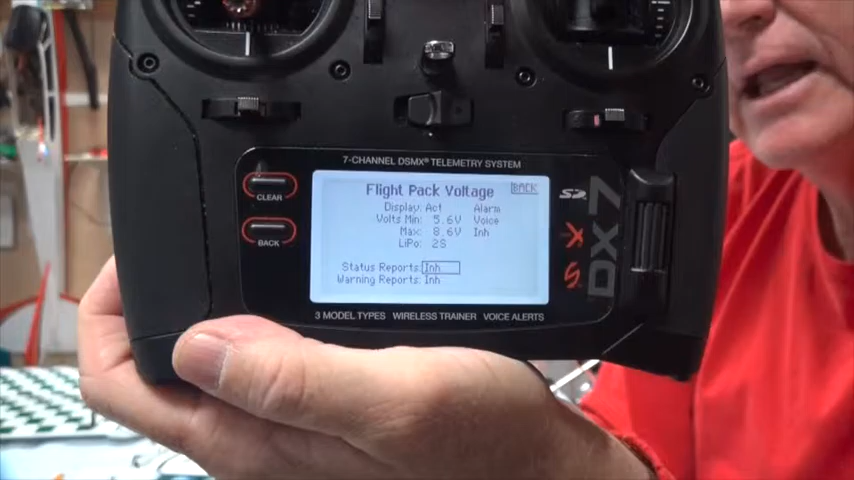 7-CHANNEL DSMX® TELEMETRY SYSTEM
CLEAR
BACK
Flight Pack Voltage BACK
Display: Act Alarm
Volts Min: 5.6V Voice
Max: 8.6V Inh
LiPo: 2S
Status Reports: Inh
Warning Reports: Inh
SD
DX7
3 MODEL TYPES WIRELESS TRAINER VOICE ALERTS